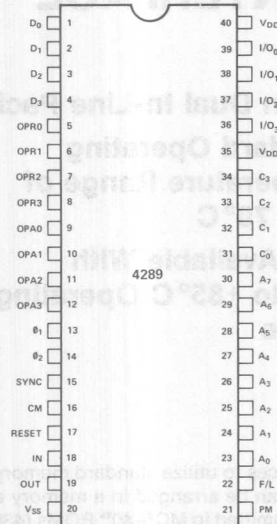 D₀ 1 40 VDD
D₁ 2 39 I/O₀
D₂ 3 38 I/O₁
D₃ 4 37 I/O₂
OPR0 5 36 I/O₃
OPR1 6 35 VDD
OPR2 7 34 C₃
OPR3 8 33 C₂
OPA0 9 32 C₁
OPA1 10 31 C₀
OPA2 11 4289 30 A₇
OPA3 12 29 A₆
Ø₁ 13 28 A₅
Ø₂ 14 27 A₄
SYNC 15 26 A₃
CM 16 25 A₂
RESET 17 24 A₁
IN 18 23 A₀
OUT 19 22 F/L
VSS 20 21 PM